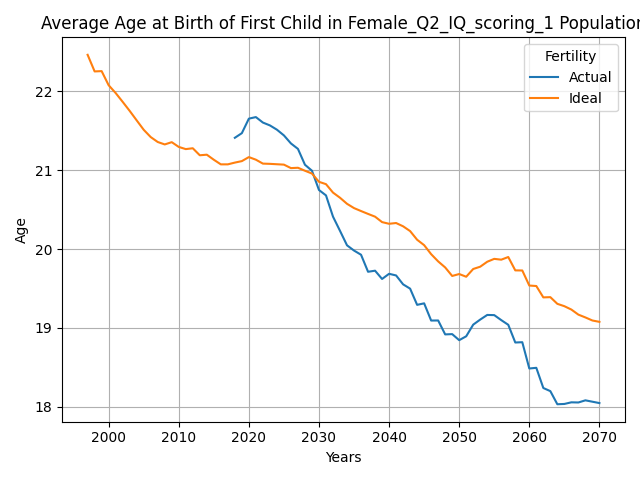 Average Age at Birth of First Child in Female_Q2_IQ_scoring_1 Population
Fertility
Actual
Ideal
22
21
20
19
18
Age
2000 2010 2020 2030 2040 2050 2060 2070
Years